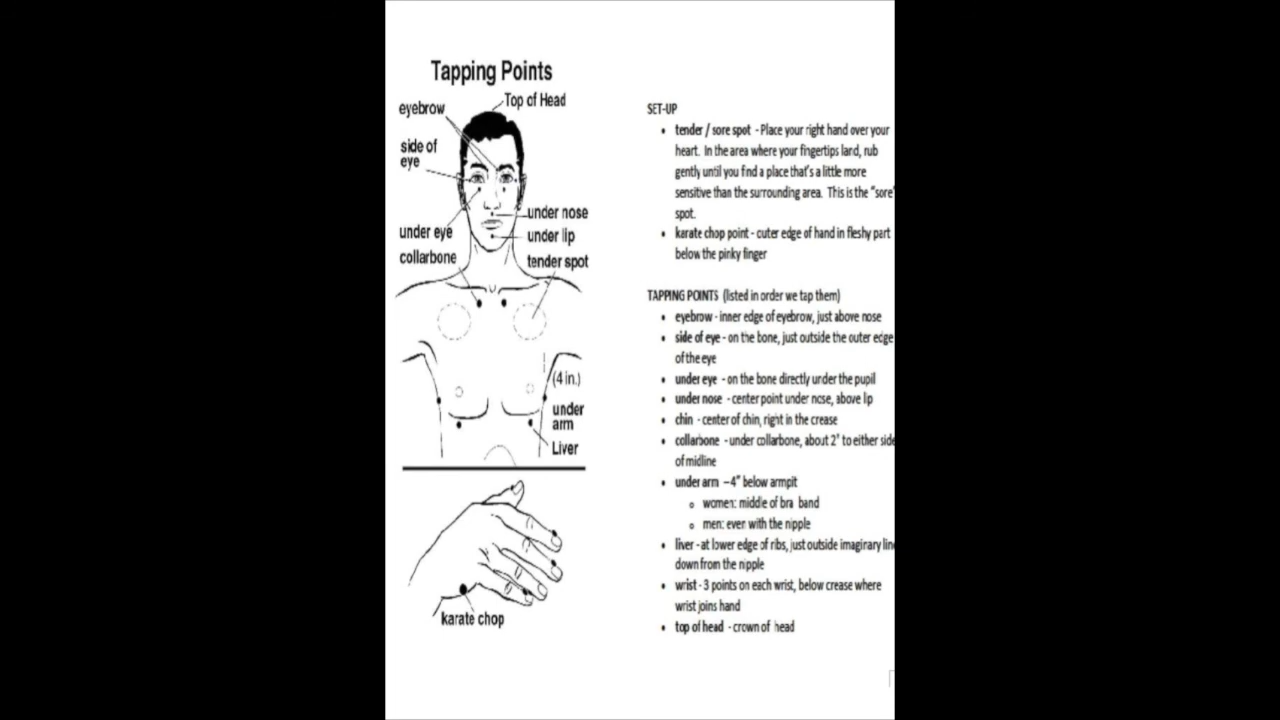 Tapping Points
Top of Head
eyebrow
side of
eye
under nose
under eye
under lip
collarbone
tender spot
(4 in.)
under
arm
Liver
karate chop
SET-UP
• tender / sore spot - Place your right hand over your
heart. In the area where your fingertips land, rub
gently until you find a place that's a little more
sensitive than the surrounding area. This is the "sore"
spot.
• karate chop point - outer edge of hand in fleshy part
below the pinky finger
TAPPING POINTS (listed in order we tap them)
• eyebrow - inner edge of eyebrow, just above nose
• side of eye - on the bone, just outside the outer edge
of the eye
• under eye - on the bone directly under the pupil
• under nose - center point under nose, above lip
• chin - center of chin, right in the crease
• collarbone - under collarbone, about 2" to either side
of midline
• under arm – 4" below armpit
o women: middle of bra band
o men: even with the nipple
• liver - at lower edge of ribs, just outside imaginary lin
down from the nipple
• wrist - 3 points on each wrist, below crease where
wrist joins hand
• top of head - crown of head